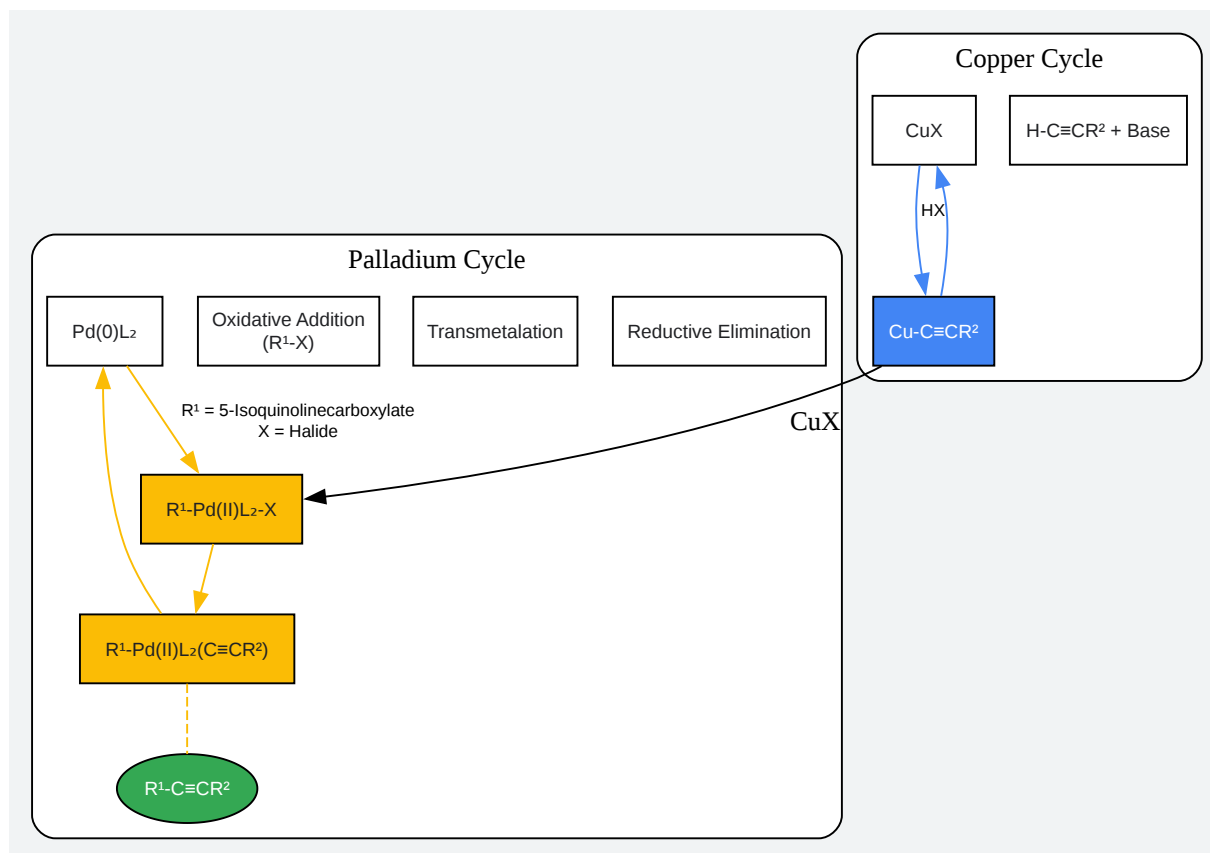 Copper Cycle
CuX
H-C≡CR² + Base
HX
Palladium Cycle
Pd(0)L₂
Oxidative Addition
(R¹-X)
Transmetalation
Reductive Elimination
Cu-C≡CR²
R¹ = 5-Isoquinolinecarboxylate
X = Halide
CuX
R¹-Pd(II)L₂-X
R¹-Pd(II)L₂(C≡CR²)
R¹-C≡CR²